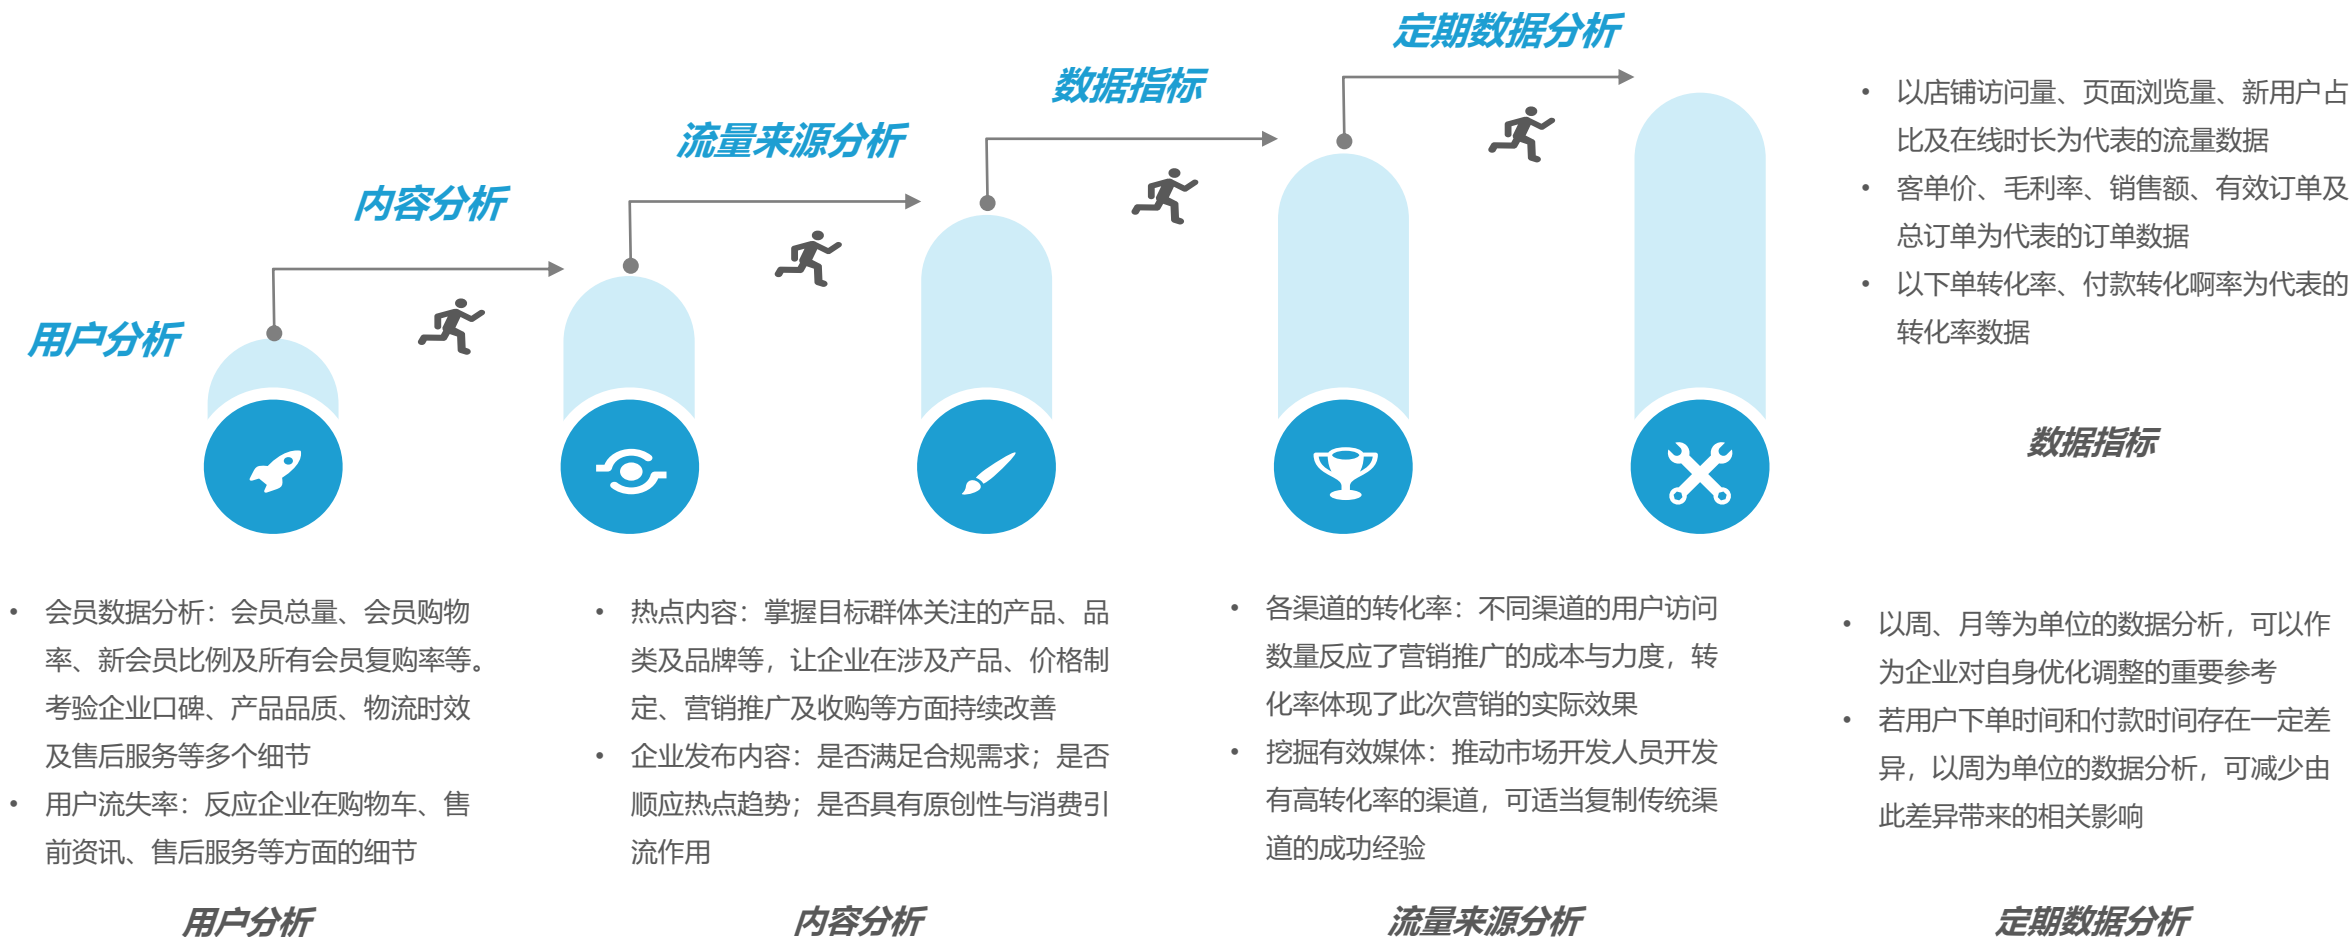 定期数据分析
数据指标
流量来源分析
内容分析
用户分析
• 以店铺访问量、页面浏览量、新用户占
比及在线时长为代表的流量数据
• 客单价、毛利率、销售额、有效订单及
总订单为代表的订单数据
• 以下单转化率、付款转化啊率为代表的
转化率数据
数据指标
• 会员数据分析：会员总量、会员购物
率、新会员比例及所有会员复购率等。
考验企业口碑、产品品质、物流时效
及售后服务等多个细节
• 用户流失率：反应企业在购物车、售
前资讯、售后服务等方面的细节
用户分析
• 热点内容：掌握目标群体关注的产品、品
类及品牌等，让企业在涉及产品、价格制
定、营销推广及收购等方面持续改善
• 企业发布内容：是否满足合规需求；是否
顺应热点趋势；是否具有原创性与消费引
流作用
内容分析
• 各渠道的转化率：不同渠道的用户访问
数量反应了营销推广的成本与力度，转
化率体现了此次营销的实际效果
• 挖掘有效媒体：推动市场开发人员开发
有高转化率的渠道，可适当复制传统渠
道的成功经验
流量来源分析
• 以周、月等为单位的数据分析，可以作
为企业对自身优化调整的重要参考
• 若用户下单时间和付款时间存在一定差
异，以周为单位的数据分析，可减少由
此差异带来的相关影响
定期数据分析